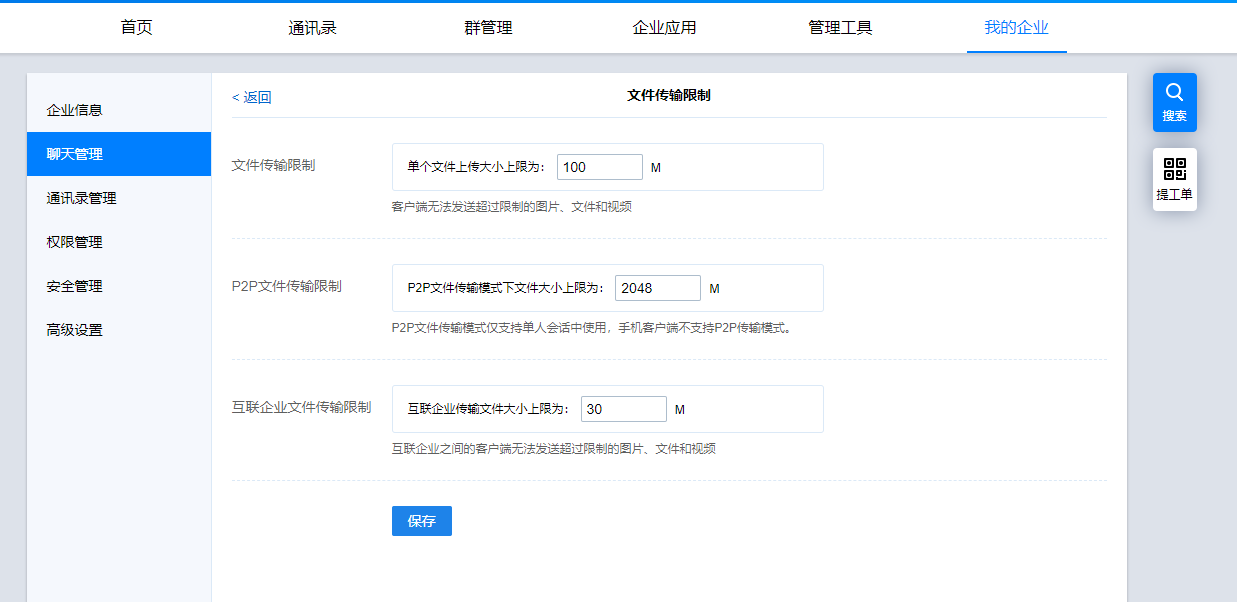 首页 通讯录 群管理 企业应用 管理工具 我的企业
企业信息
聊天管理
通讯录管理
权限管理
安全管理
高级设置
< 返回 文件传输限制
文件传输限制 单个文件上传大小上限为： 100 M
客户端无法发送超过限制的图片、文件和视频
P2P文件传输限制 P2P文件传输模式下文件大小上限为： 2048 M
P2P文件传输模式仅支持单人会话中使用，手机客户端不支持P2P传输模式。
互联企业文件传输限制 互联企业传输文件大小上限为： 30 M
互联企业之间的客户端无法发送超过限制的图片、文件和视频
保存
搜索
提工单